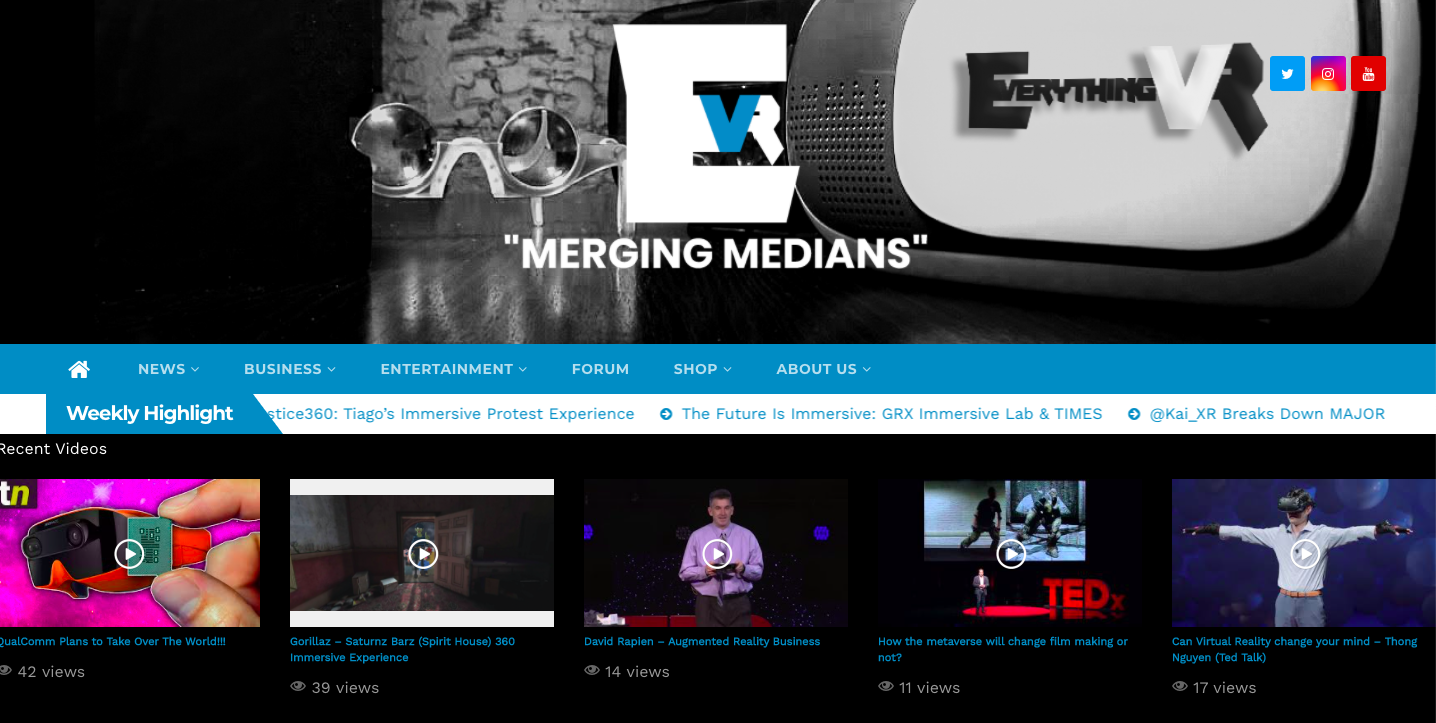 EVR
EVERYTHING VR
You
Tube
"MERGING MEDIANS"
NEWS
BUSINESS
ENTERTAINMENT
FORUM
SHOP
ABOUT US
Weekly Highlight
stice360: Tiago’s Immersive Protest Experience
The Future Is Immersive: GRX Immersive Lab & TIMES
@Kai_XR Breaks Down MAJOR
Recent Videos
tn
TEDx
QualComm Plans to Take Over The World!!!
42 views
Gorillaz – Saturnz Barz (Spirit House) 360
Immersive Experience
39 views
David Rapien – Augmented Reality Business
14 views
How the metaverse will change film making or
not?
11 views
Can Virtual Reality change your mind – Thong
Nguyen (Ted Talk)
17 views